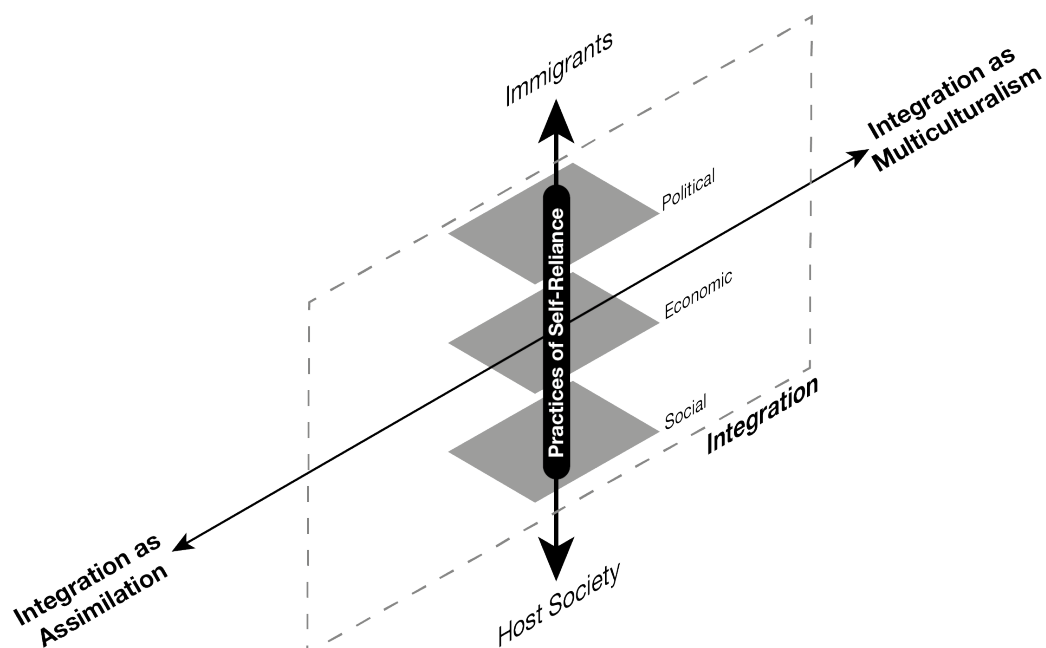 Immigrants
Integration as
Multiculturalism
Political
Practices of Self-Reliance
Economic
Social
Integration
Integration as
Assimilation
Host Society